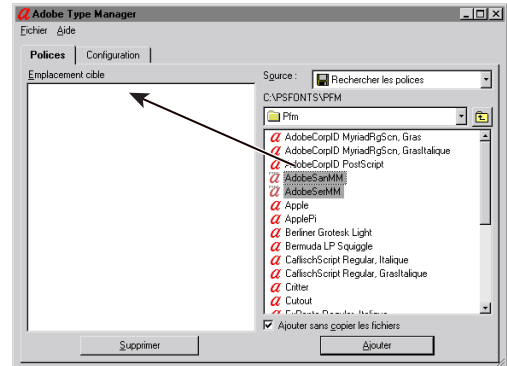 Adobe Type Manager
Fichier Aide
Polices Configuration
Emplacement cible
Source : Rechercher les polices
C:\PSFONTS\PFM
Pfm
AdobeCorpID MyriadRgScn, Gras
AdobeCorpID MyriadRgScn, GrasItalique
AdobeCorpID PostScript
AdobeSanMM
AdobeSerMM
Apple
ApplePi
Berliner Grotesk Light
Bermuda LP Squiggle
CaflischScript Regular, Italique
CaflischScript Regular, GrasItalique
Critter
Cutout
Ajouter sans copier les fichiers
Supprimer
Ajouter